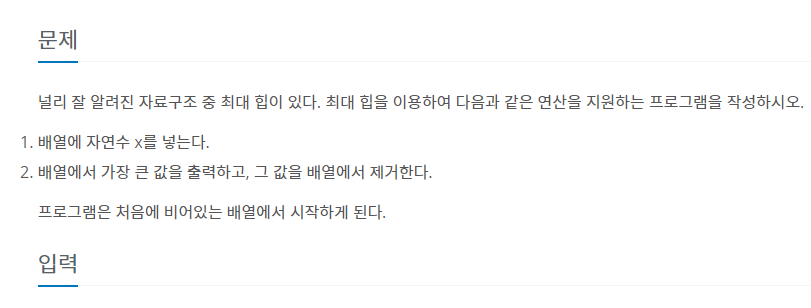 문제
널리 잘 알려진 자료구조 중 최대 힙이 있다. 최대 힙을 이용하여 다음과 같은 연산을 지원하는 프로그램을 작성하시오.
1. 배열에 자연수 x를 넣는다.
2. 배열에서 가장 큰 값을 출력하고, 그 값을 배열에서 제거한다.
프로그램은 처음에 비어있는 배열에서 시작하게 된다.
입력